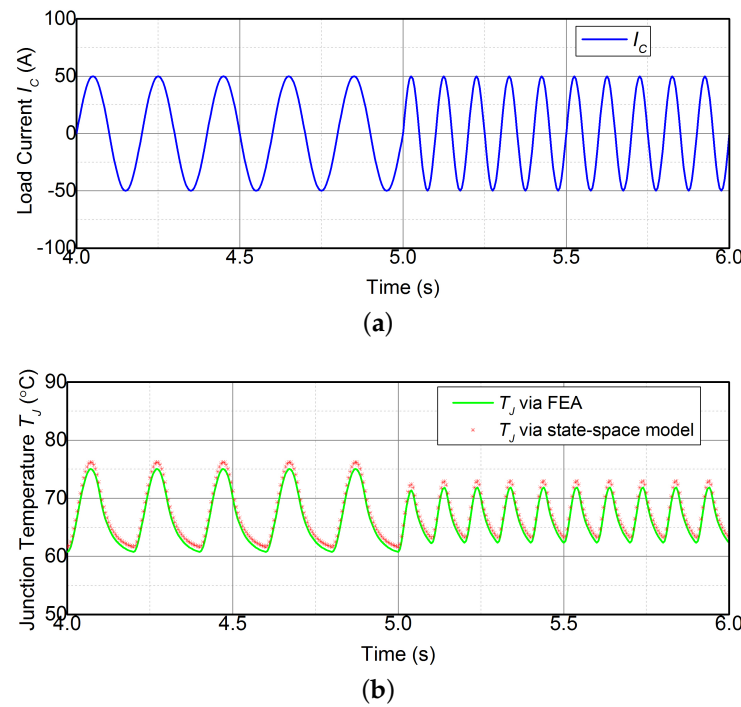 100
50
0
-50
-100
Load Current I_C (A)
I_C
4.0 4.5 5.0 5.5 6.0
Time (s)
(a)
90
80
70
60
50
Junction Temperature T_J (°C)
T_J via FEA
T_J via state-space model
4.0 4.5 5.0 5.5 6.0
Time (s)
(b)